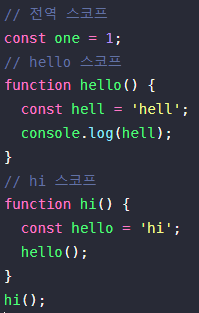 // 전역 스코프
const one = 1;
// hello 스코프
function hello() {
  const hell = 'hell';
  console.log(hell);
}
// hi 스코프
function hi() {
  const hello = 'hi';
  hello();
}
hi();